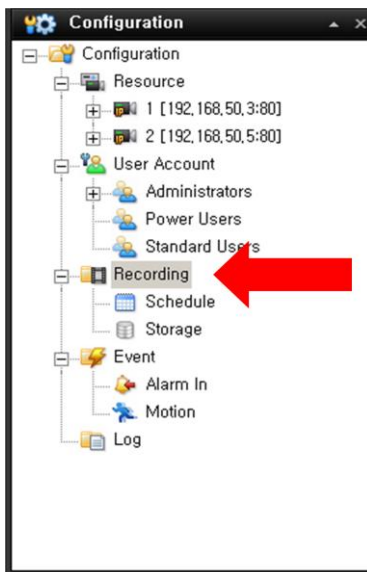 Configuration
Configuration
Resource
1 [192,168,50,3:80]
2 [192,168,50,5:80]
User Account
Administrators
Power Users
Standard Users
Recording
Schedule
Storage
Event
Alarm In
Motion
Log